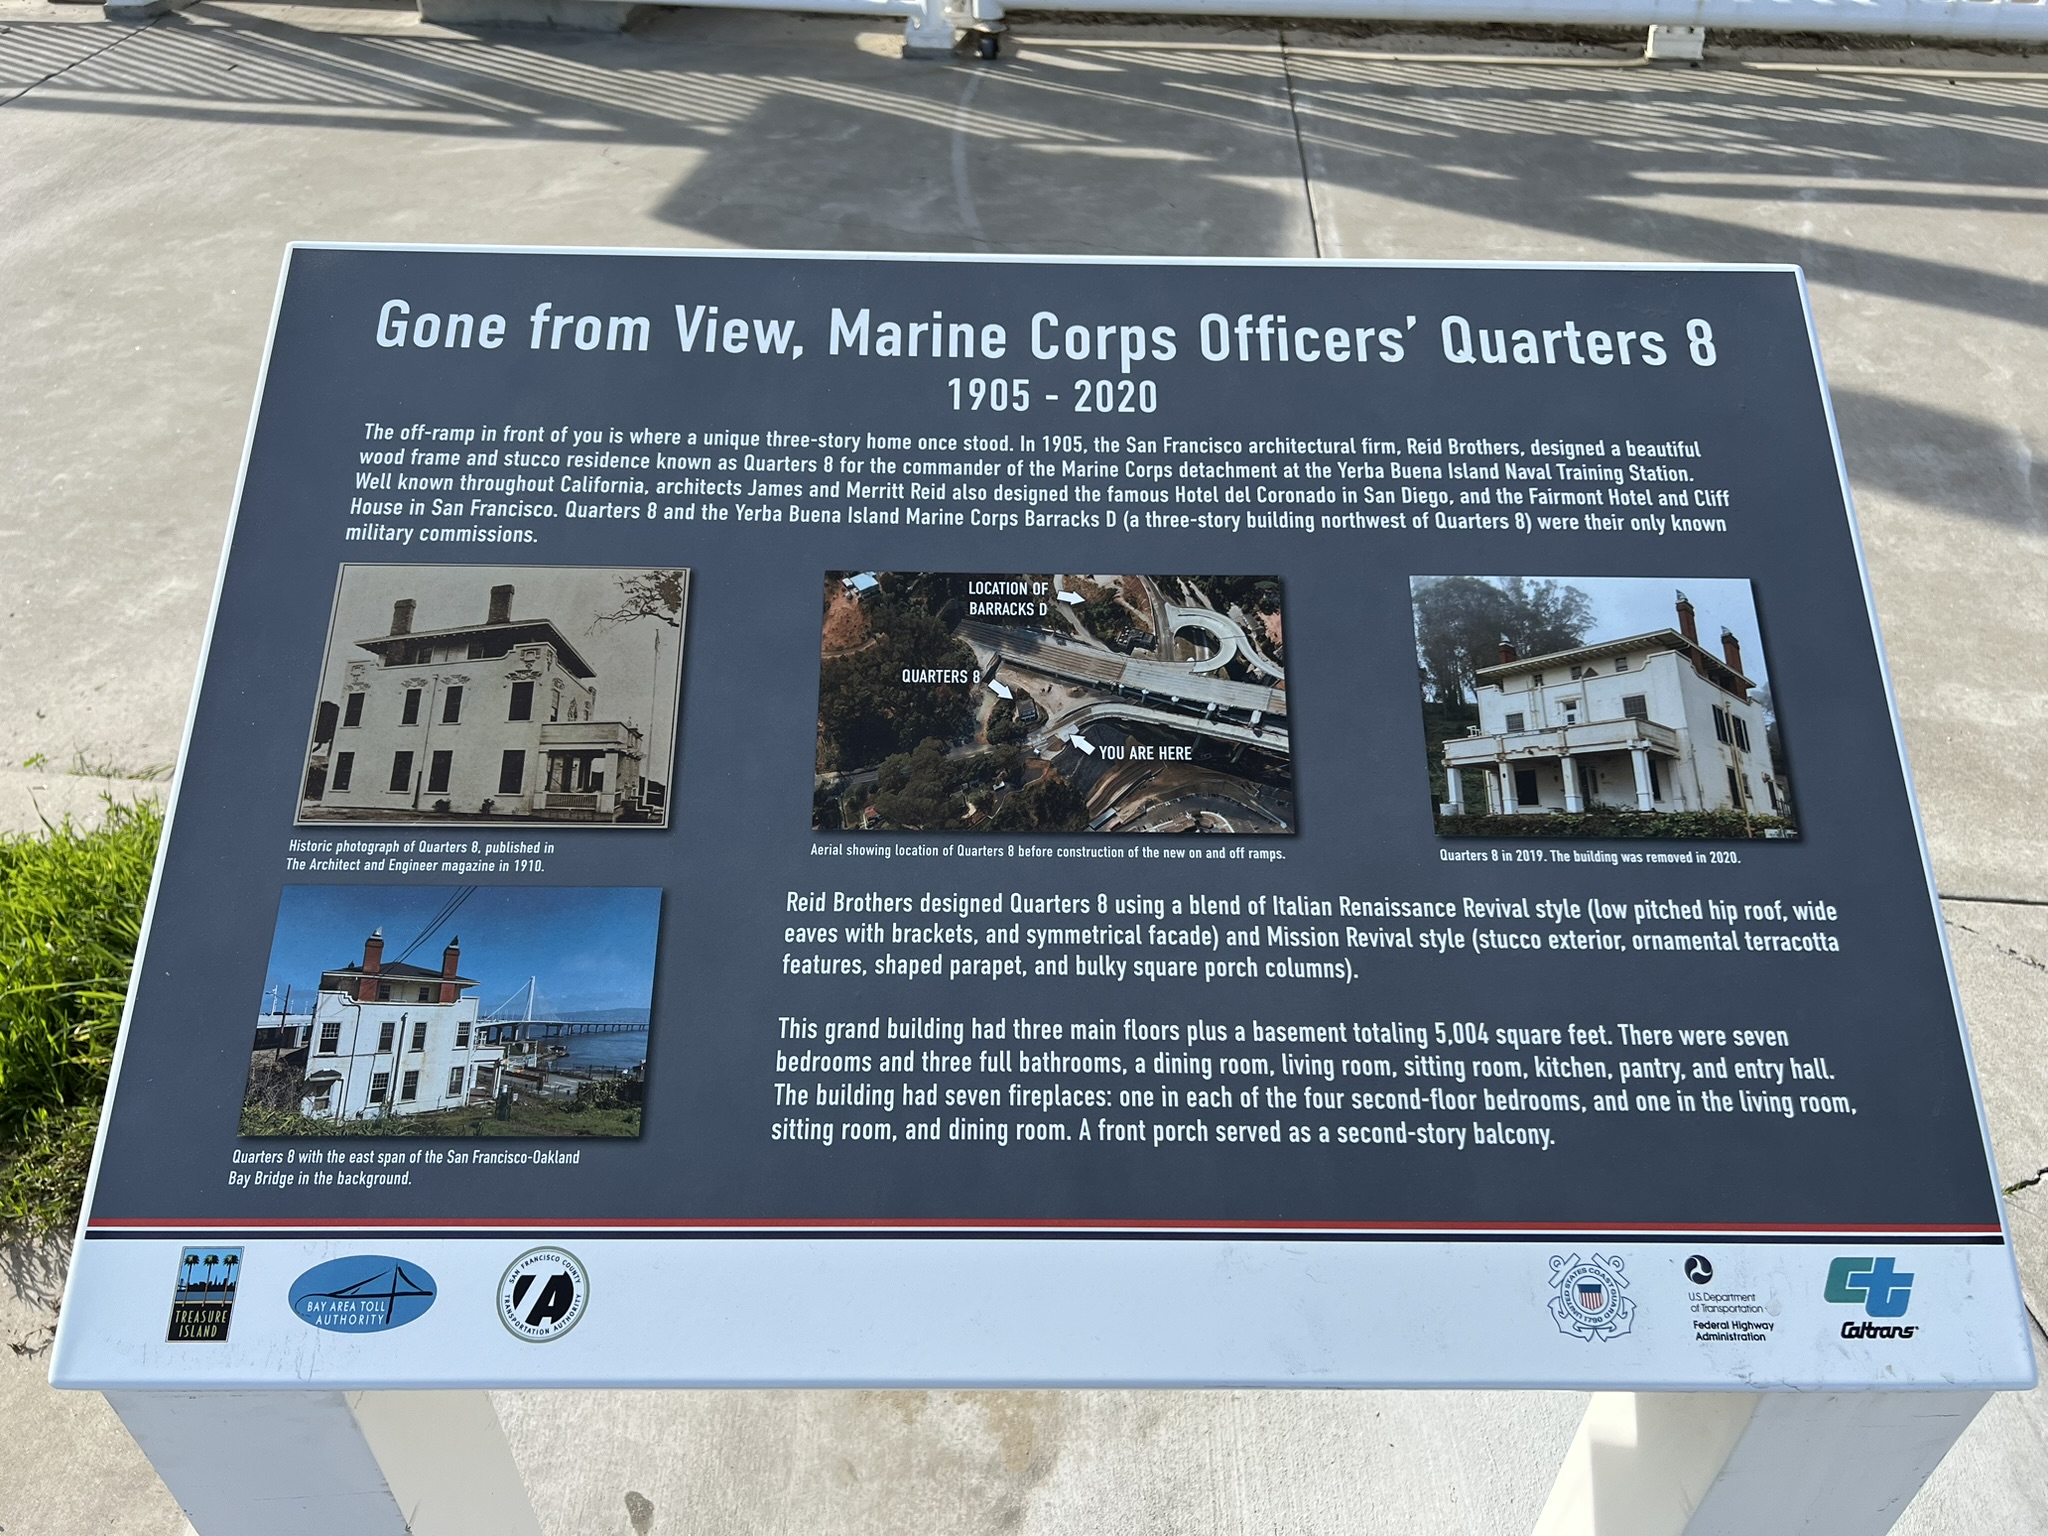 Gone from View, Marine Corps Officers' Quarters 8
1905 - 2020
The off-ramp in front of you is where a unique three-story home once stood. In 1905, the San Francisco architectural firm, Reid Brothers, designed a beautiful
wood frame and stucco residence known as Quarters 8 for the commander of the Marine Corps detachment at the Yerba Buena Island Naval Training Station.
Well known throughout California, architects James and Merritt Reid also designed the famous Hotel del Coronado in San Diego, and the Fairmont Hotel and Cliff
House in San Francisco. Quarters 8 and the Yerba Buena Island Marine Corps Barracks D (a three-story building northwest of Quarters 8) were their only known
military commissions.
LOCATION OF
BARRACKS D
QUARTERS 8
YOU ARE HERE
Historic photograph of Quarters 8, published in
The Architect and Engineer magazine in 1910.
Aerial showing location of Quarters 8 before construction of the new on and off ramps.
Quarters 8 in 2019. The building was removed in 2020.
Reid Brothers designed Quarters 8 using a blend of Italian Renaissance Revival style (low pitched hip roof, wide
eaves with brackets, and symmetrical facade) and Mission Revival style (stucco exterior, ornamental terracotta
features, shaped parapet, and bulky square porch columns).
This grand building had three main floors plus a basement totaling 5,004 square feet. There were seven
bedrooms and three full bathrooms, a dining room, living room, sitting room, kitchen, pantry, and entry hall.
The building had seven fireplaces: one in each of the four second-floor bedrooms, and one in the living room,
sitting room, and dining room. A front porch served as a second-story balcony.
Quarters 8 with the east span of the San Francisco-Oakland
Bay Bridge in the background.
TREASURE
ISLAND
BAY AREA TOLL
AUTHORITY
SAN FRANCISCO COUNTY
TRANSPORTATION AUTHORITY
UNITED STATES COAST GUARD
1790
U.S. Department
of Transportation
Federal Highway
Administration
ct
Caltrans